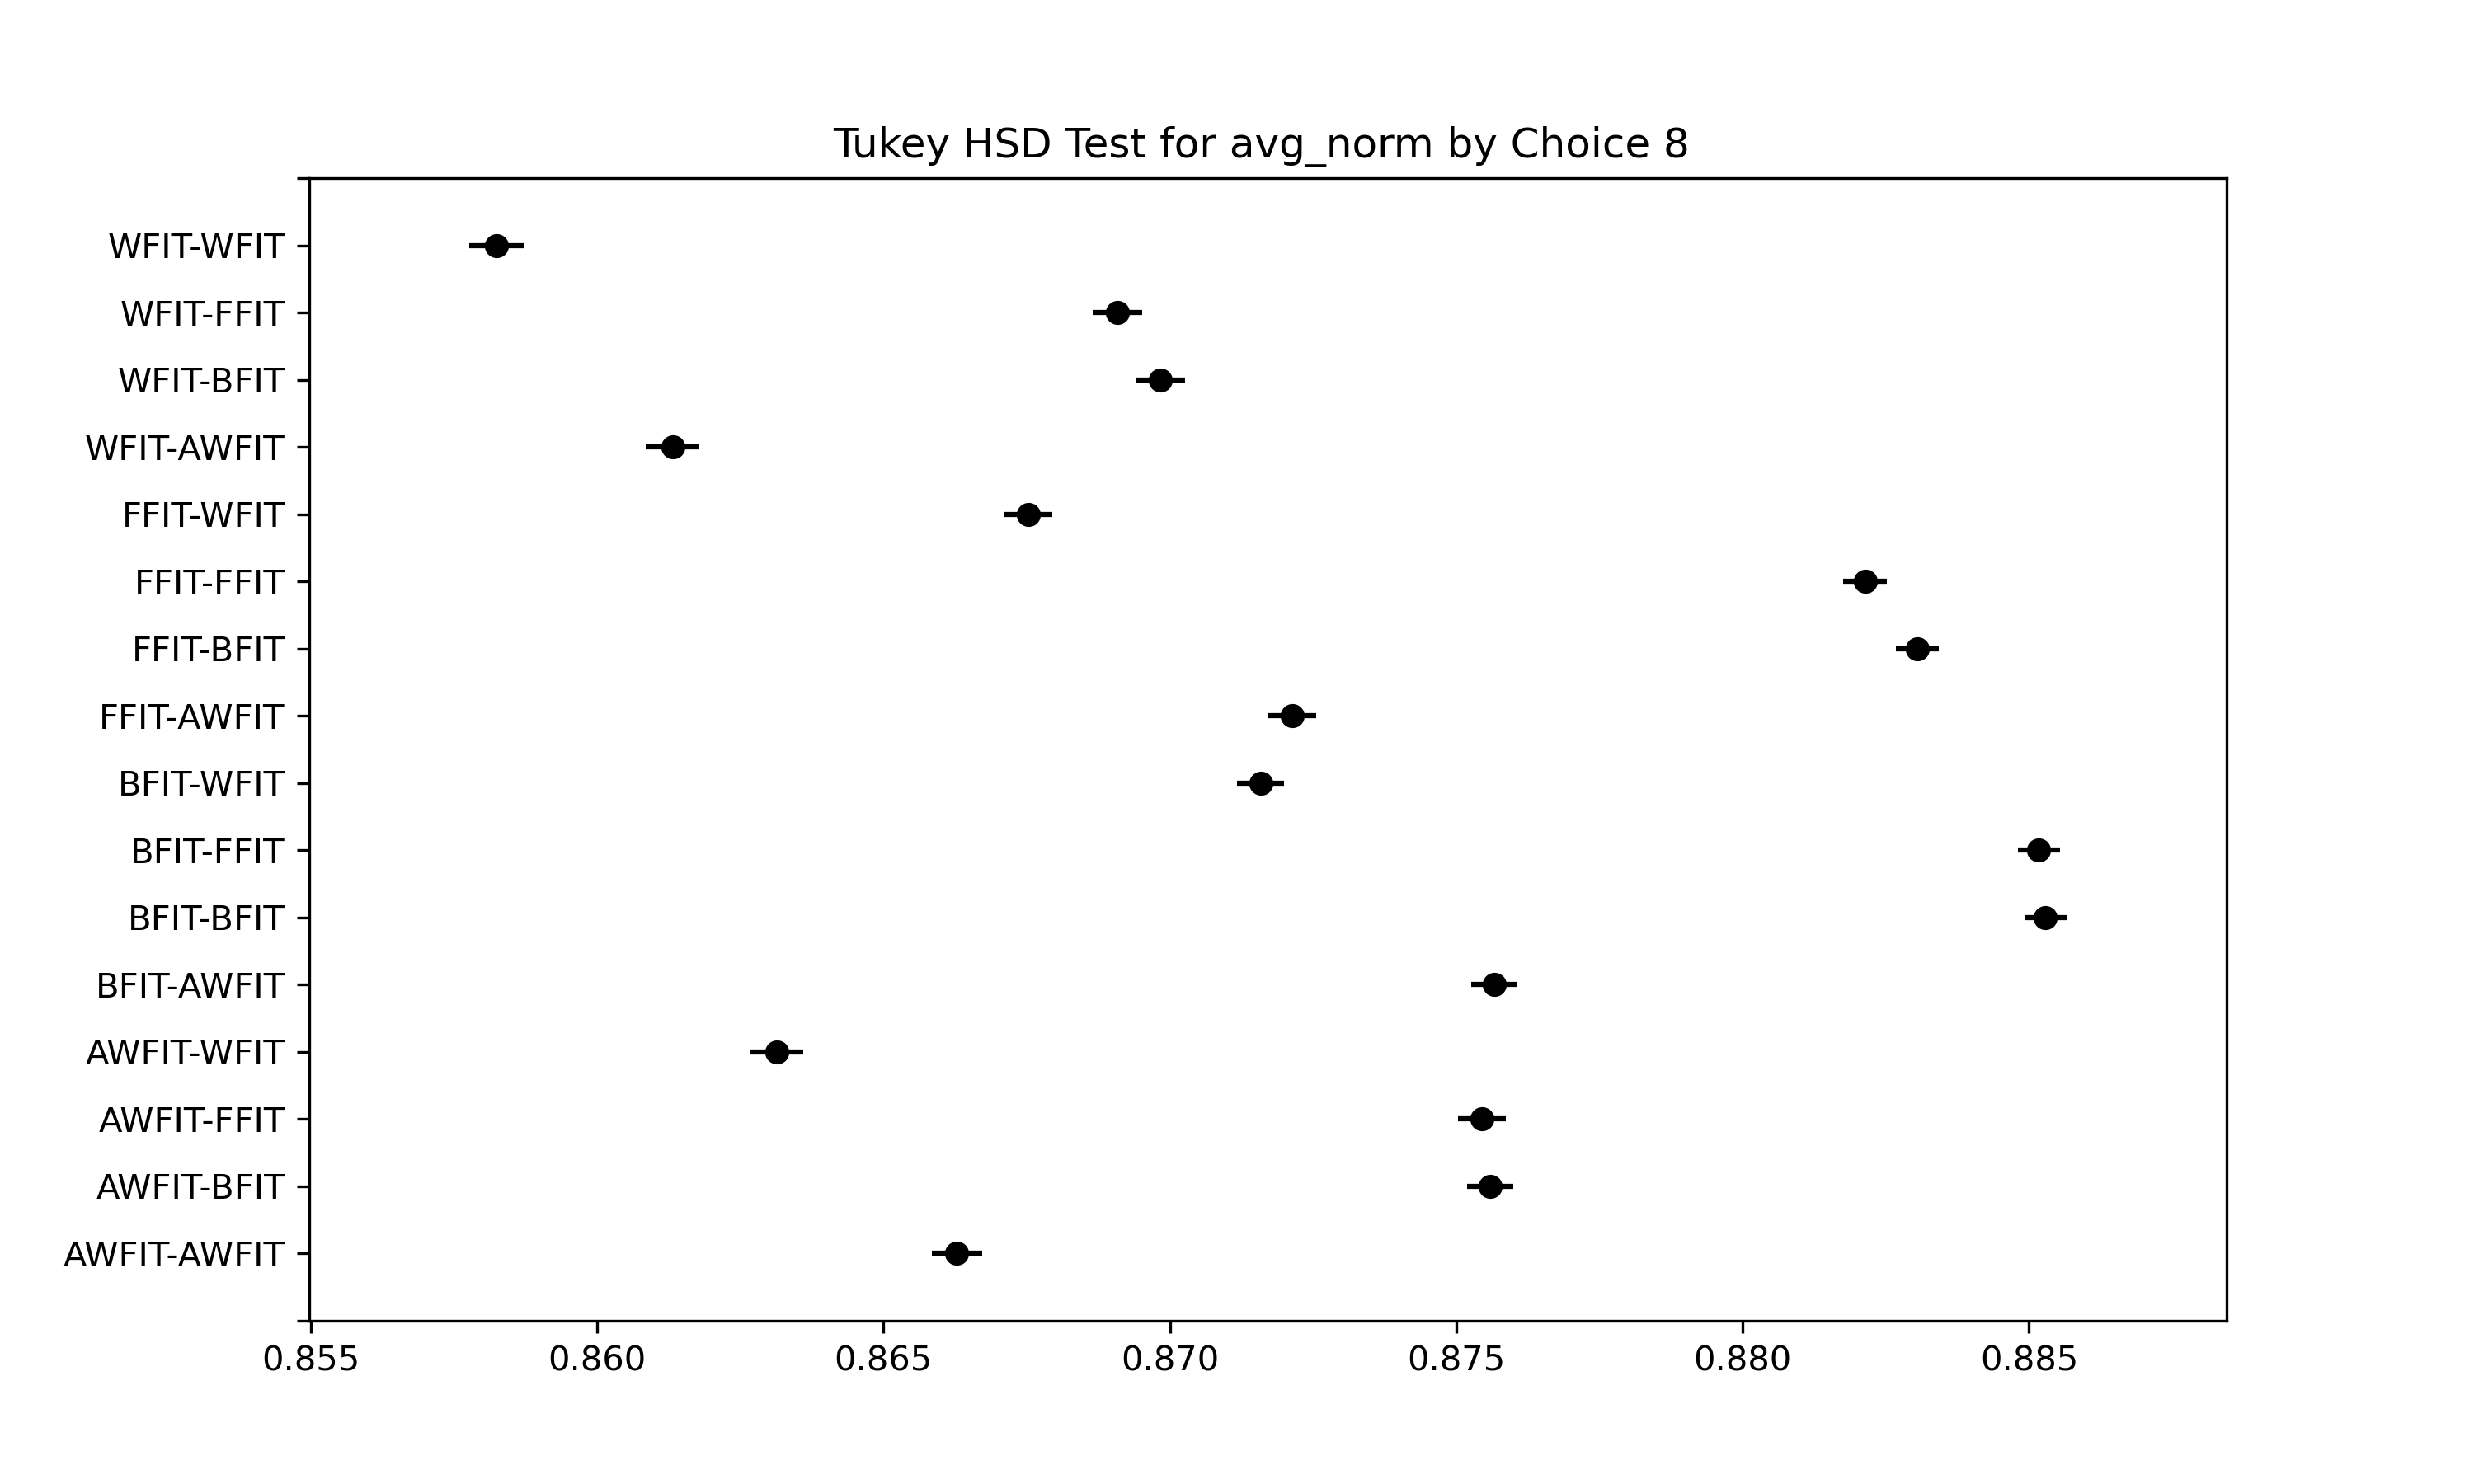 Tukey HSD Test for avg_norm by Choice 8
WFIT-WFIT
WFIT-FFIT
WFIT-BFIT
WFIT-AWFIT
FFIT-WFIT
FFIT-FFIT
FFIT-BFIT
FFIT-AWFIT
BFIT-WFIT
BFIT-FFIT
BFIT-BFIT
BFIT-AWFIT
AWFIT-WFIT
AWFIT-FFIT
AWFIT-BFIT
AWFIT-AWFIT
0.855 0.860 0.865 0.870 0.875 0.880 0.885